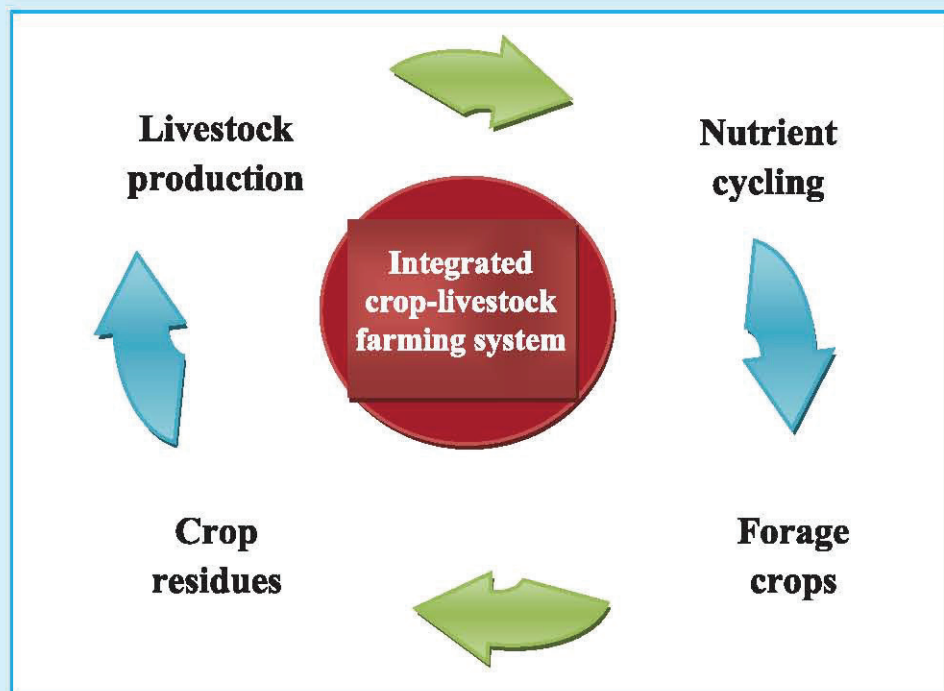 Livestock
production
Nutrient
cycling
Integrated
crop-livestock
farming system
Crop
residues
Forage
crops